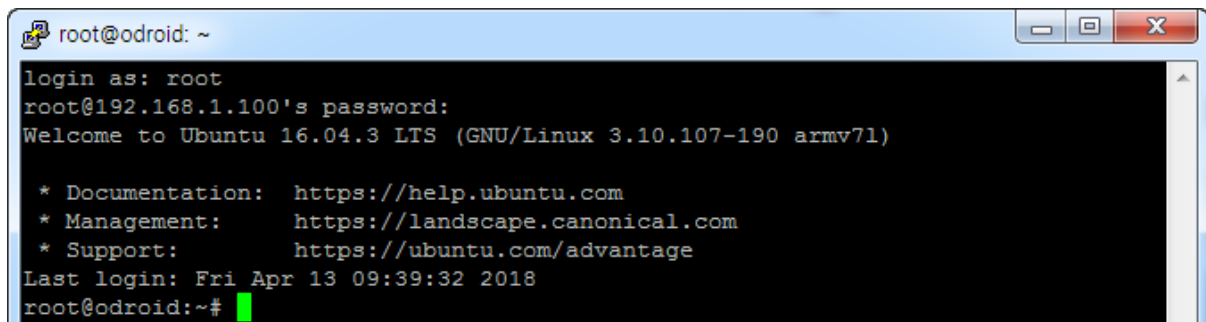 root@odroid: ~
login as: root
root@192.168.1.100's password:
Welcome to Ubuntu 16.04.3 LTS (GNU/Linux 3.10.107-190 armv7l)
 * Documentation:  https://help.ubuntu.com
 * Management:     https://landscape.canonical.com
 * Support:        https://ubuntu.com/advantage
Last login: Fri Apr 13 09:39:32 2018
root@odroid:~#